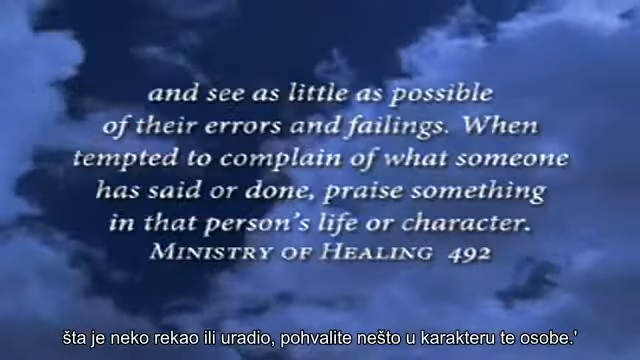 and see as little as possible
of their errors and failings. When
tempted to complain of what someone
has said or done, praise something
in that person's life or character.
MINISTRY OF HEALING 492
šta je neko rekao ili uradio, pohvalite nešto u karakteru te osobe.'